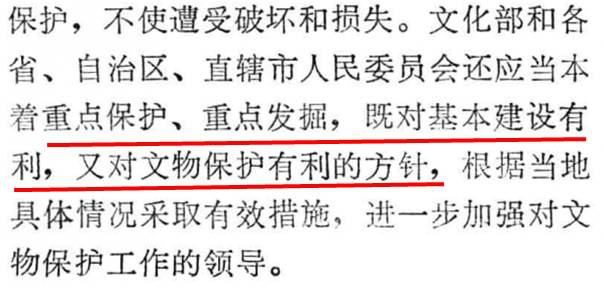 保护，不使遭受破坏和损失。文化部和各
省、自治区、直辖市人民委员会还应当本
着重点保护、重点发掘，既对基本建设有
利，又对文物保护有利的方针，根据当地
具体情况采取有效措施，进一步加强对文
物保护工作的领导。